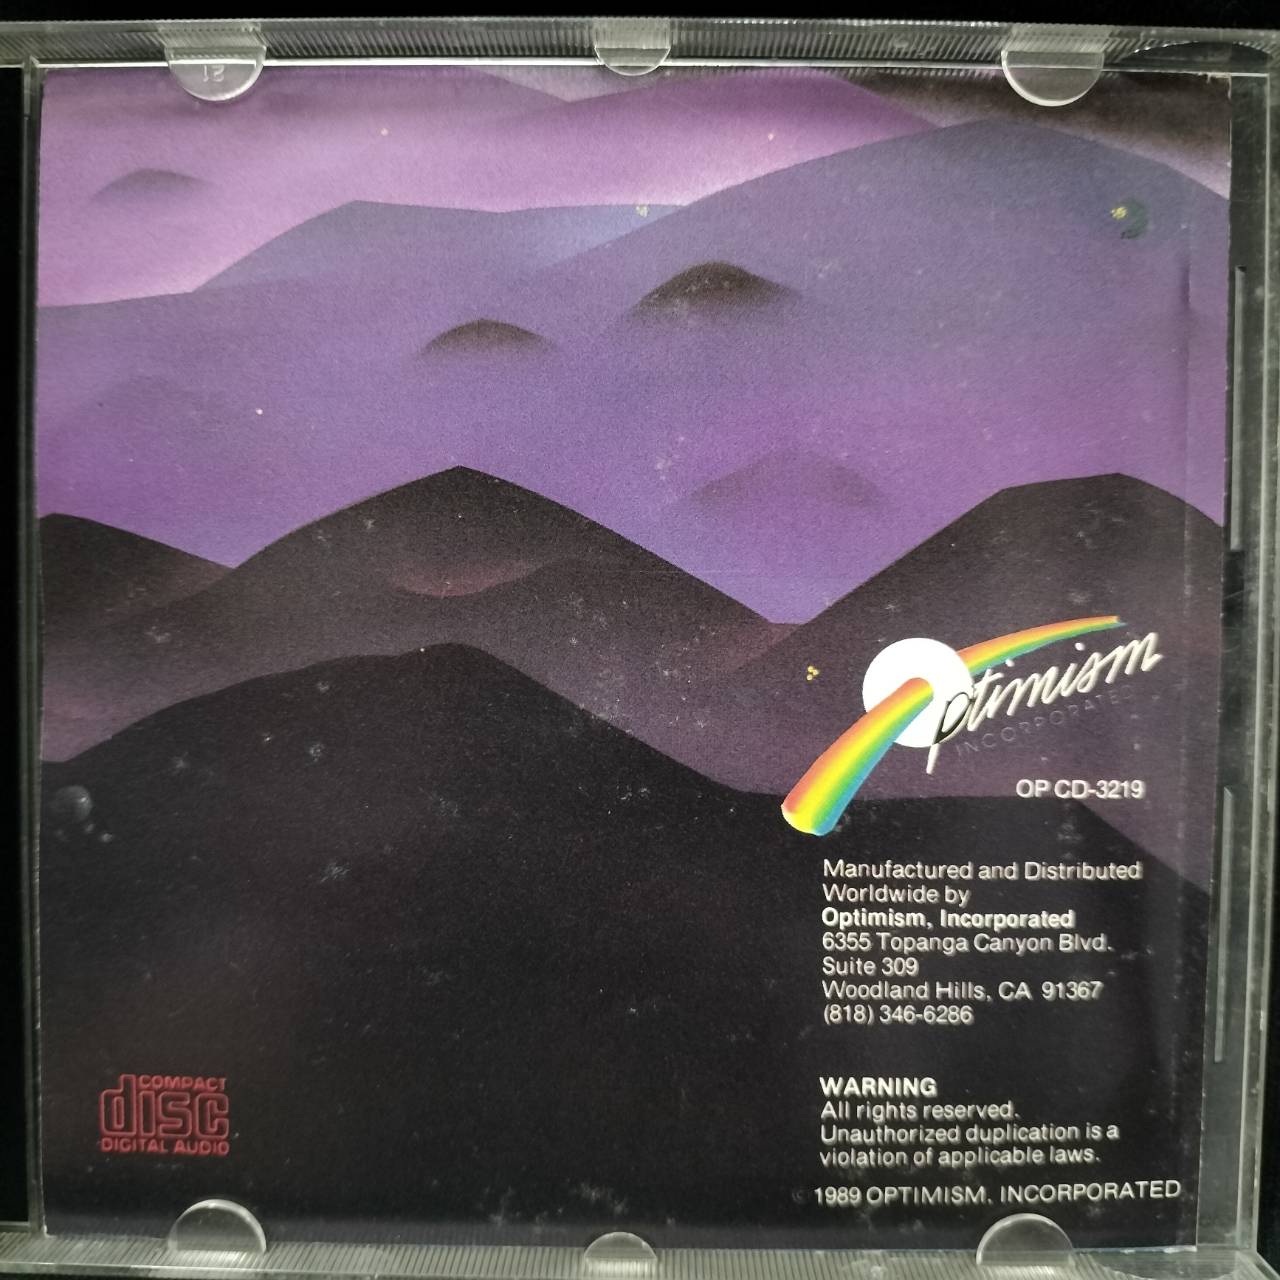 12
Optimism
INCORPORATED
OP CD-3219
Manufactured and Distributed
Worldwide by
Optimism, Incorporated
6355 Topanga Canyon Blvd.
Suite 309
Woodland Hills, CA 91367
(818) 346-6286
COMPACT
disc
DIGITAL AUDIO
WARNING
All rights reserved.
Unauthorized duplication is a
violation of applicable laws.
© 1989 OPTIMISM, INCORPORATED